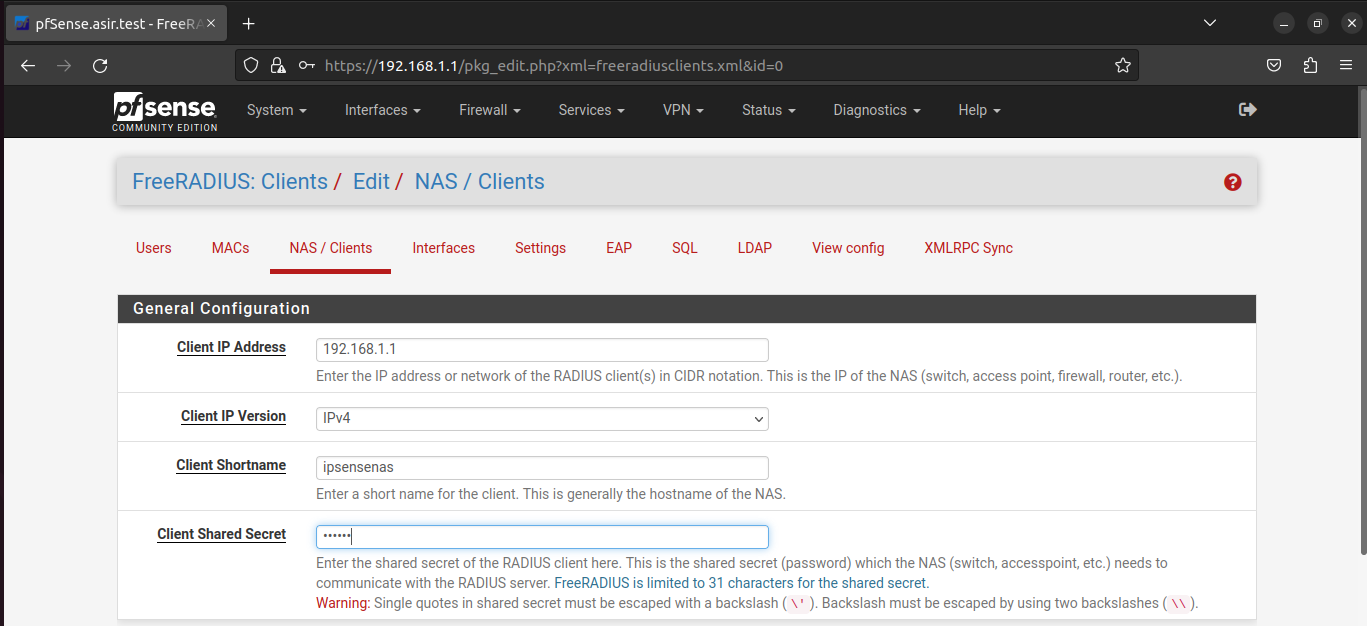 pfSense.asir.test - FreeRA
https://192.168.1.1/pkg_edit.php?xml=freeradiusclients.xml&id=0
pfsense
COMMUNITY EDITION
System Interfaces Firewall Services VPN Status Diagnostics Help
FreeRADIUS: Clients / Edit / NAS / Clients
Users MACs NAS / Clients Interfaces Settings EAP SQL LDAP View config XMLRPC Sync
General Configuration
Client IP Address 192.168.1.1
Enter the IP address or network of the RADIUS client(s) in CIDR notation. This is the IP of the NAS (switch, access point, firewall, router, etc.).
Client IP Version IPv4
Client Shortname ipsensenas
Enter a short name for the client. This is generally the hostname of the NAS.
Client Shared Secret ••••••
Enter the shared secret of the RADIUS client here. This is the shared secret (password) which the NAS (switch, accesspoint, etc.) needs to
communicate with the RADIUS server. FreeRADIUS is limited to 31 characters for the shared secret.
Warning: Single quotes in shared secret must be escaped with a backslash ( \' ). Backslash must be escaped by using two backslashes ( \\ ).